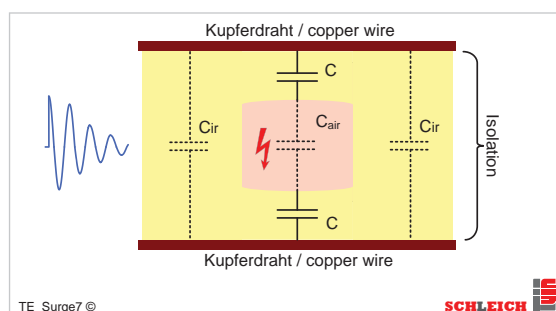 Kupferdraht / copper wire
C
Cir
Cair
Cir
Isolation
C
Kupferdraht / copper wire
TE_Surge7 ©
SCHLEICH